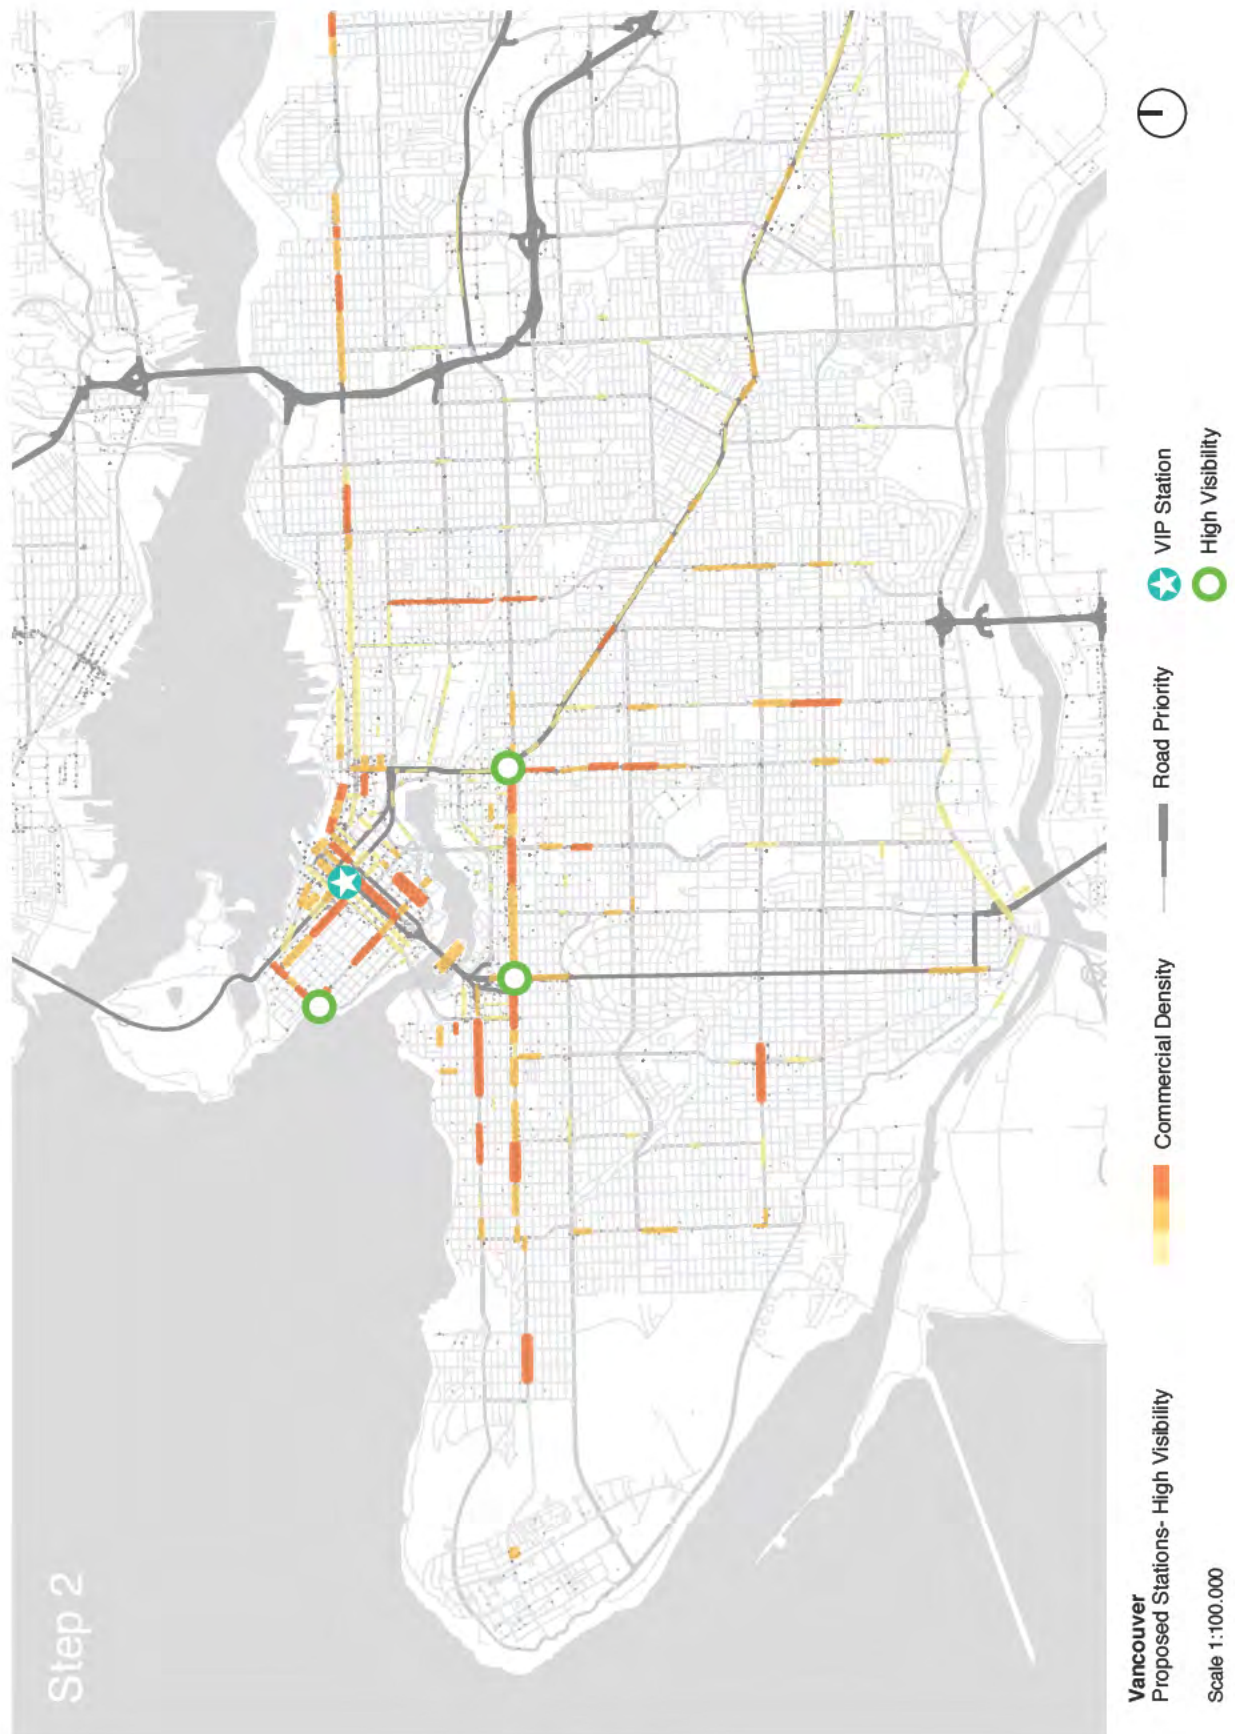 Step 2
Vancouver
Proposed Stations- High Visibility
Scale 1:100.000
Commercial Density
Road Priority
VIP Station
High Visibility